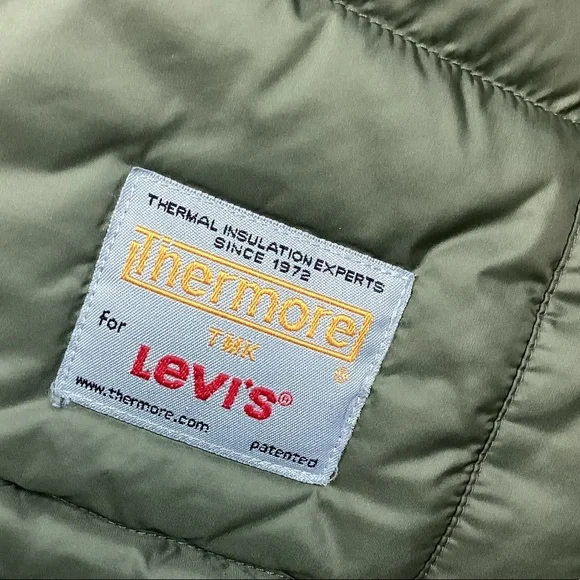 THERMAL INSULATION EXPERTS
SINCE 1972
Thermore
®
TMK
for
LEVI'S®
www.thermore.com
patented